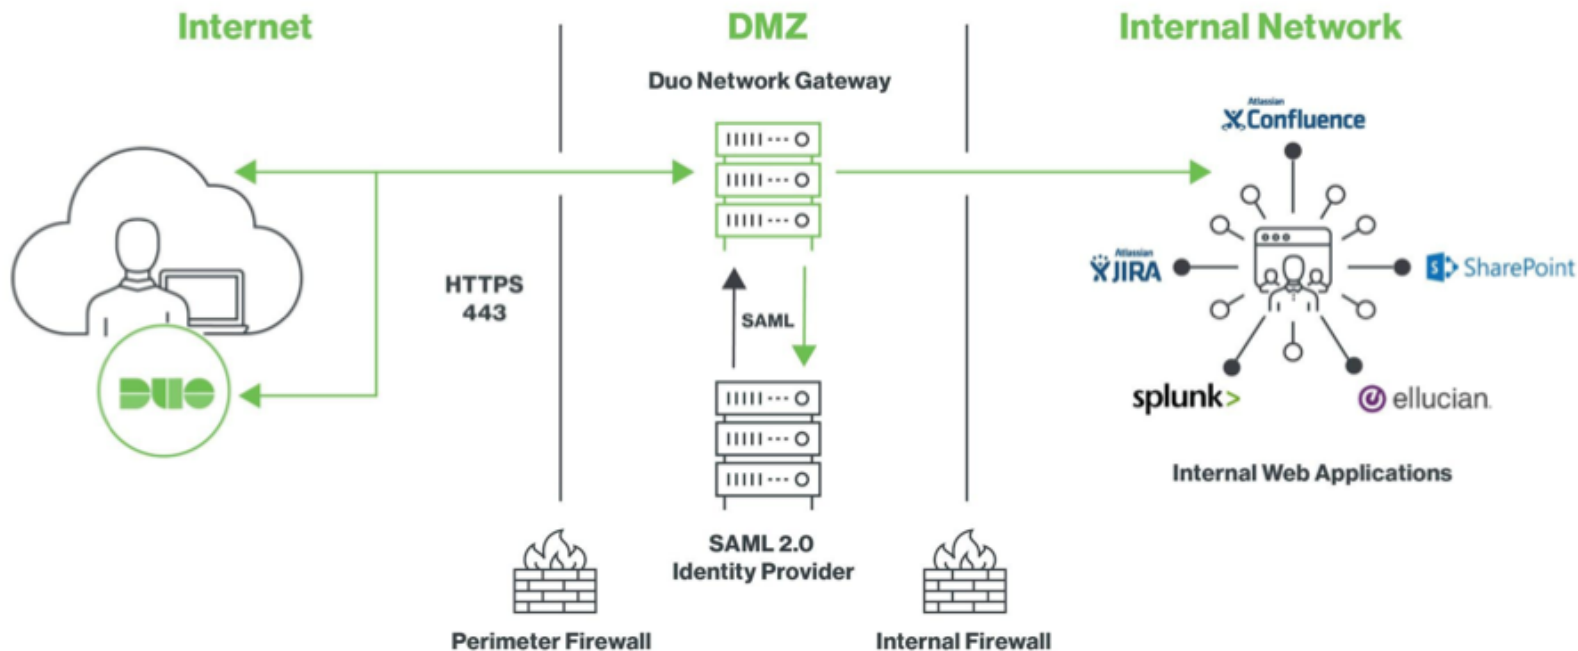 Internet
DMZ
Internal Network
Duo Network Gateway
Atlassian
Confluence
HTTPS
443
SAML
Atlassian
JIRA
S
SharePoint
DUO
splunk>
e ellucian.
Internal Web Applications
SAML 2.0
Identity Provider
Perimeter Firewall
Internal Firewall